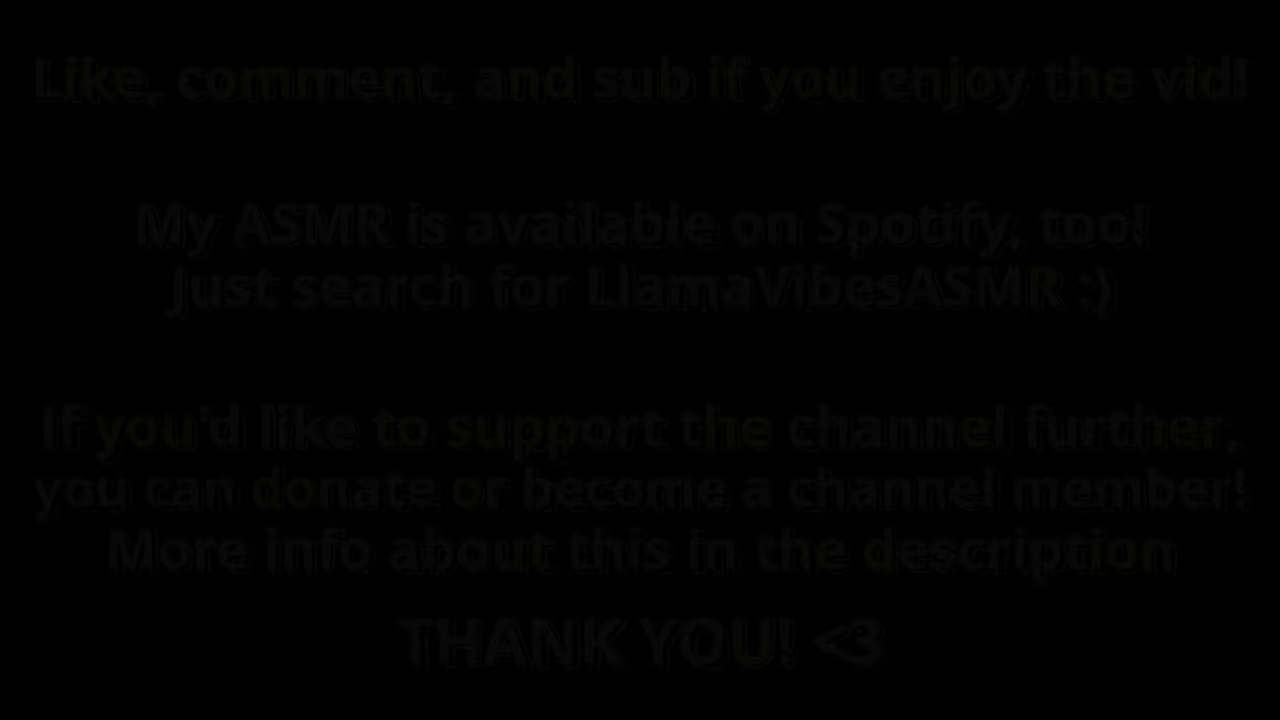 Like, comment, and sub if you enjoy the vid!
My ASMR is available on Spotify, too!
Just search for LlamaVibesASMR :)
If you'd like to support the channel further,
you can donate or become a channel member!
More info about this in the description
THANK YOU! <3